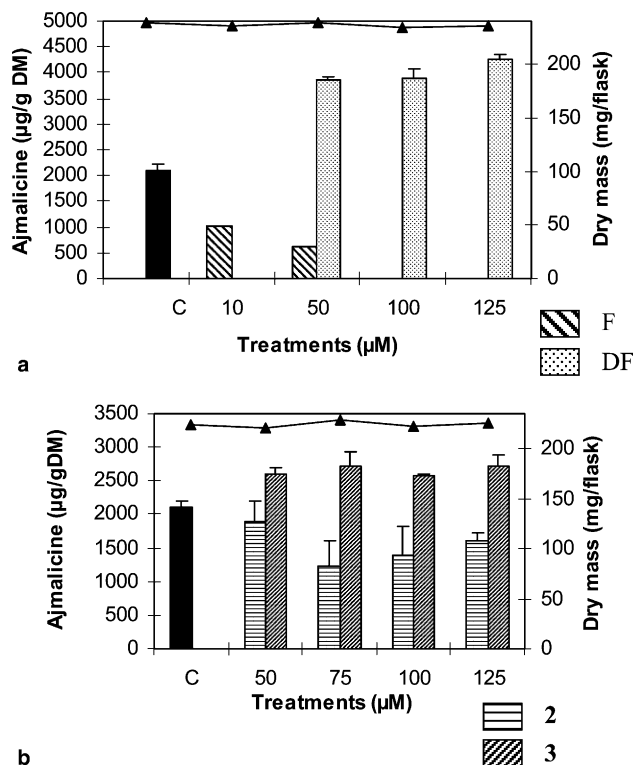 5000
4500
4000
3500
3000
2500
2000
1500
1000
500
0
Ajmalicine (µg/g DM)
200
150
100
50
0
Dry mass (mg/flask)
C 10 50 100 125
Treatments (µM)
F
DF
a
3500
3000
2500
2000
1500
1000
500
0
Ajmalicine (µg/gDM)
200
150
100
50
0
Dry mass (mg/flask)
C 50 75 100 125
Treatments (µM)
2
3
b